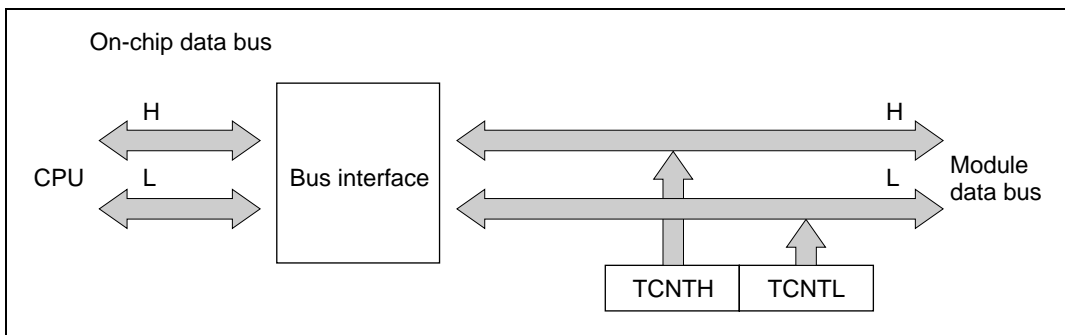 On-chip data bus
H
H
CPU
L
Bus interface
L
Module
data bus
TCNTH
TCNTL